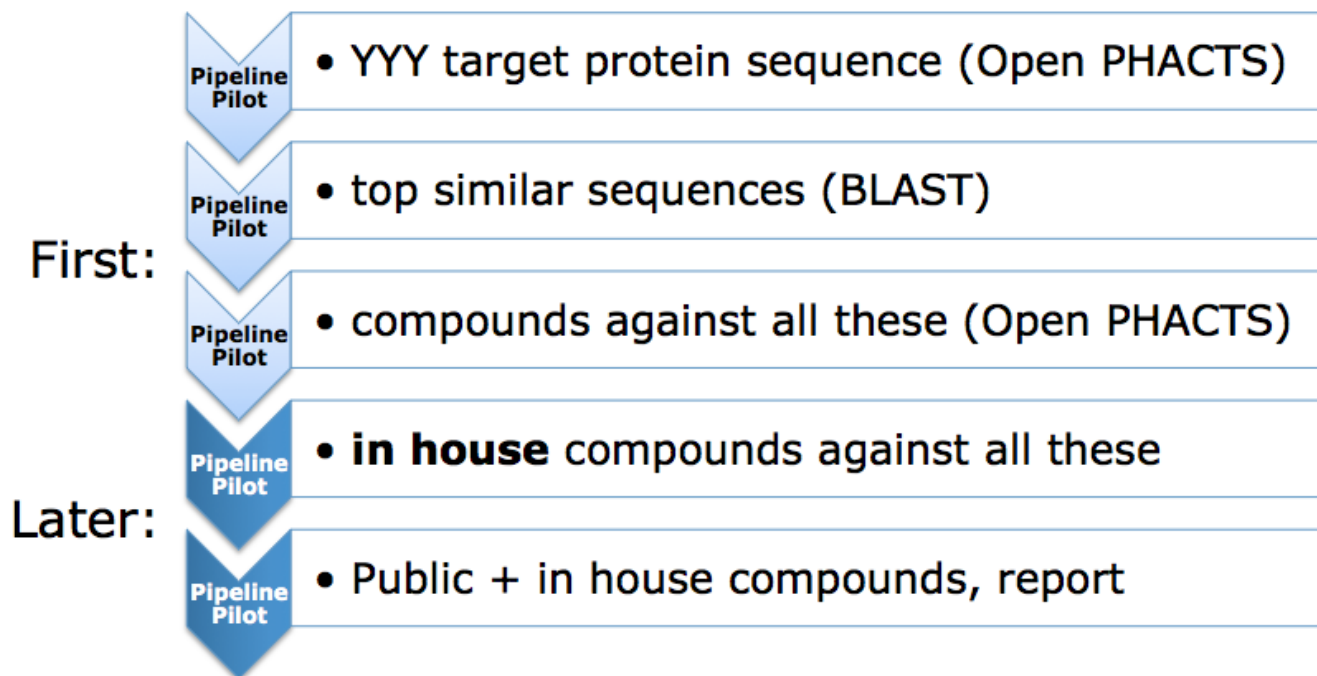 Pipeline
Pilot
• YYY target protein sequence (Open PHACTS)
Pipeline
Pilot
• top similar sequences (BLAST)
First:
Pipeline
Pilot
• compounds against all these (Open PHACTS)
Pipeline
Pilot
• in house compounds against all these
Later:
Pipeline
Pilot
• Public + in house compounds, report